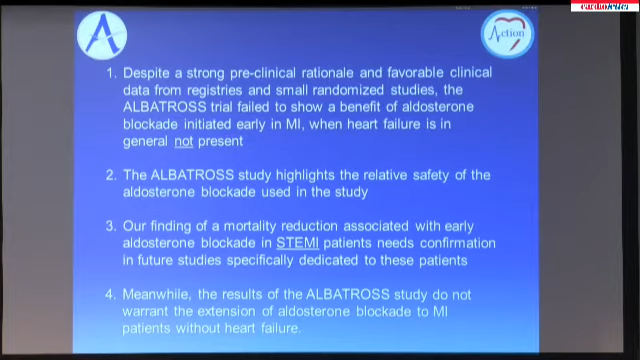 cardioletter
A
Action
1. Despite a strong pre-clinical rationale and favorable clinical
data from registries and small randomized studies, the
ALBATROSS trial failed to show a benefit of aldosterone
blockade initiated early in MI, when heart failure is in
general not present
2. The ALBATROSS study highlights the relative safety of the
aldosterone blockade used in the study
3. Our finding of a mortality reduction associated with early
aldosterone blockade in STEMI patients needs confirmation
in future studies specifically dedicated to these patients
4. Meanwhile, the results of the ALBATROSS study do not
warrant the extension of aldosterone blockade to MI
patients without heart failure.